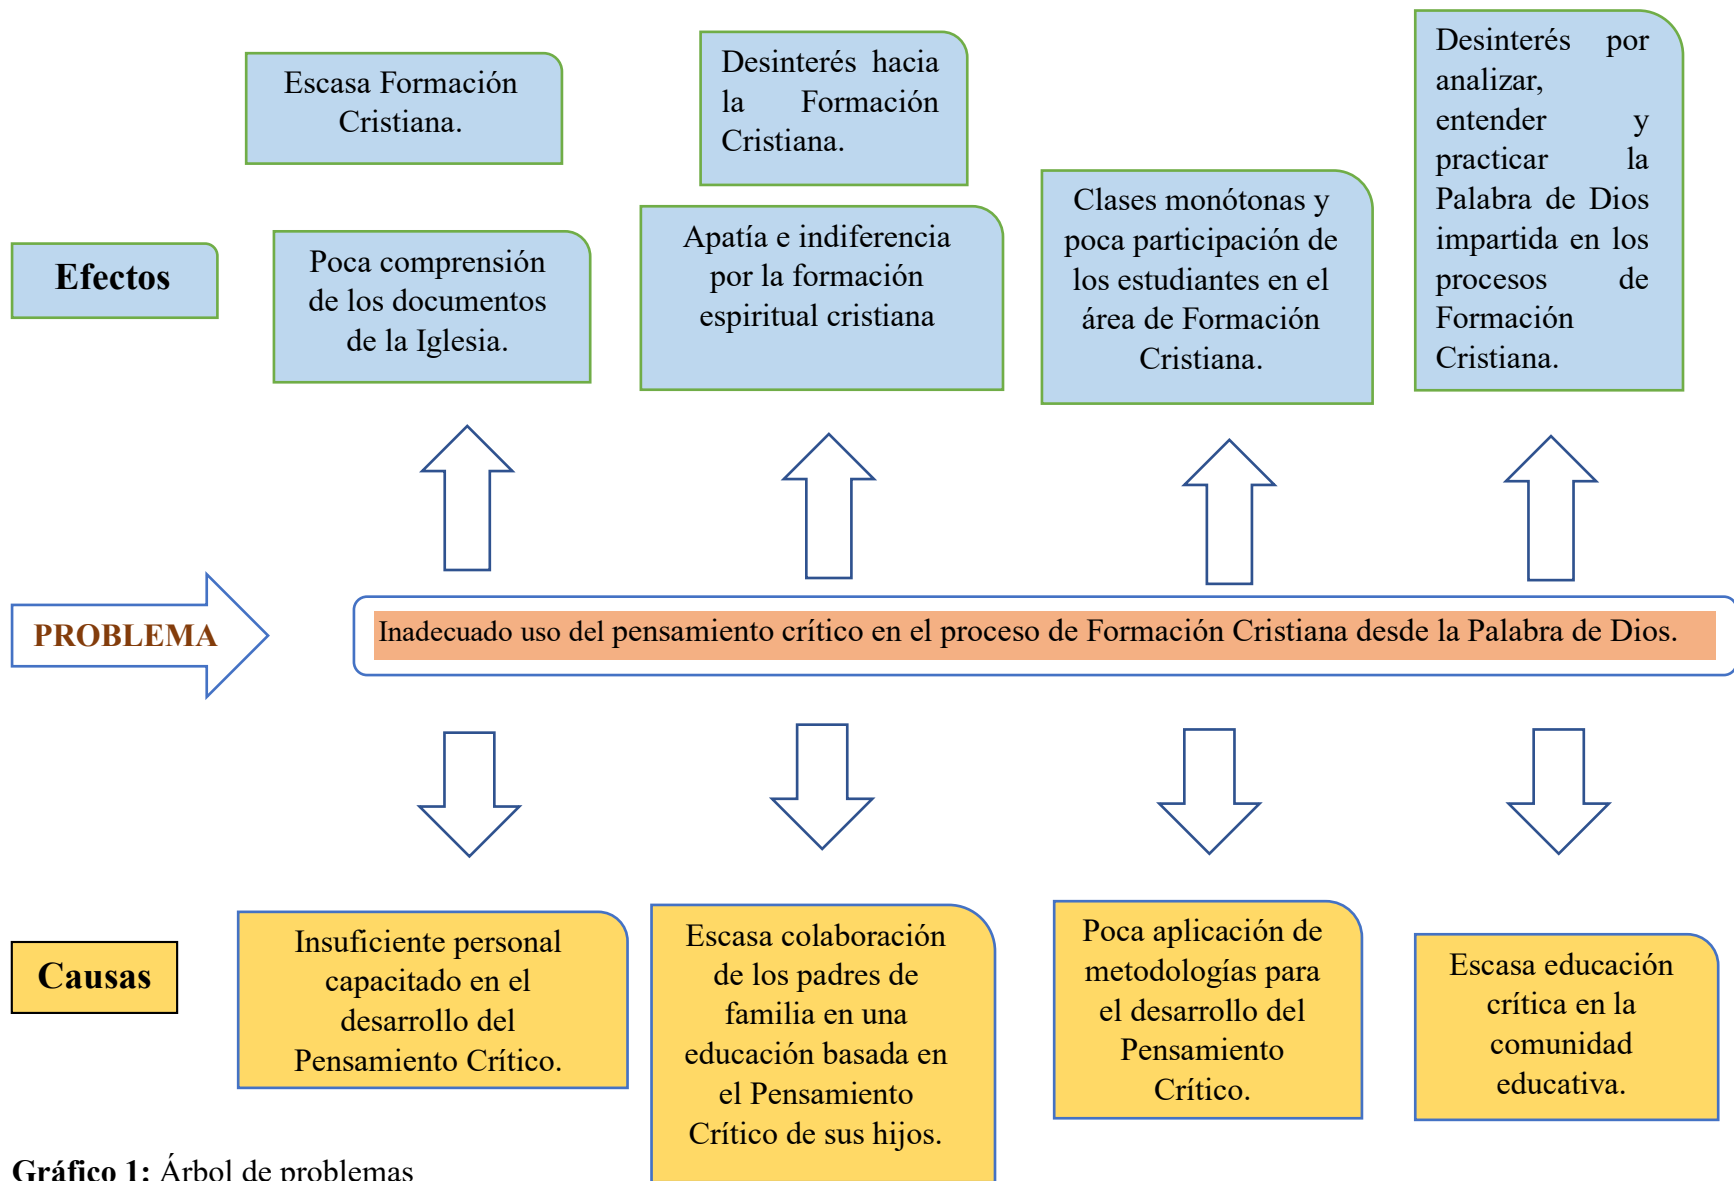 Escasa Formación
Cristiana.
Desinterés hacia
la Formación
Cristiana.
Desinterés por
analizar,
entender y
practicar la
Palabra de Dios
impartida en los
procesos de
Formación
Cristiana.
Efectos
Poca comprensión
de los documentos
de la Iglesia.
Apatía e indiferencia
por la formación
espiritual cristiana
Clases monótonas y
poca participación de
los estudiantes en el
área de Formación
Cristiana.
PROBLEMA
Inadecuado uso del pensamiento crítico en el proceso de Formación Cristiana desde la Palabra de Dios.
Causas
Insuficiente personal
capacitado en el
desarrollo del
Pensamiento Crítico.
Escasa colaboración
de los padres de
familia en una
educación basada en
el Pensamiento
Crítico de sus hijos.
Poca aplicación de
metodologías para
el desarrollo del
Pensamiento
Crítico.
Escasa educación
crítica en la
comunidad
educativa.
Gráfico 1: Árbol de problemas